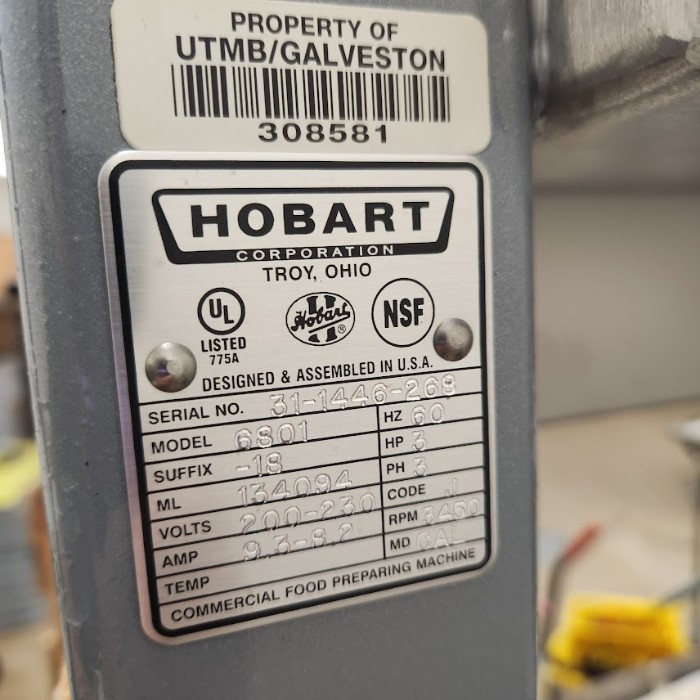 PROPERTY OF
UTMB/GALVESTON
308581
HOBART
CORPORATION
TROY, OHIO
UL Hobart ® NSF
LISTED
775A
DESIGNED & ASSEMBLED IN U.S.A.
SERIAL NO. 31-1446-268
MODEL 6801 HZ 60
SUFFIX -18 HP 3
ML 134094 PH 3
VOLTS 200-230 CODE J
AMP 9.3-8.2 RPM 3450
TEMP MD CAL
COMMERCIAL FOOD PREPARING MACHINE